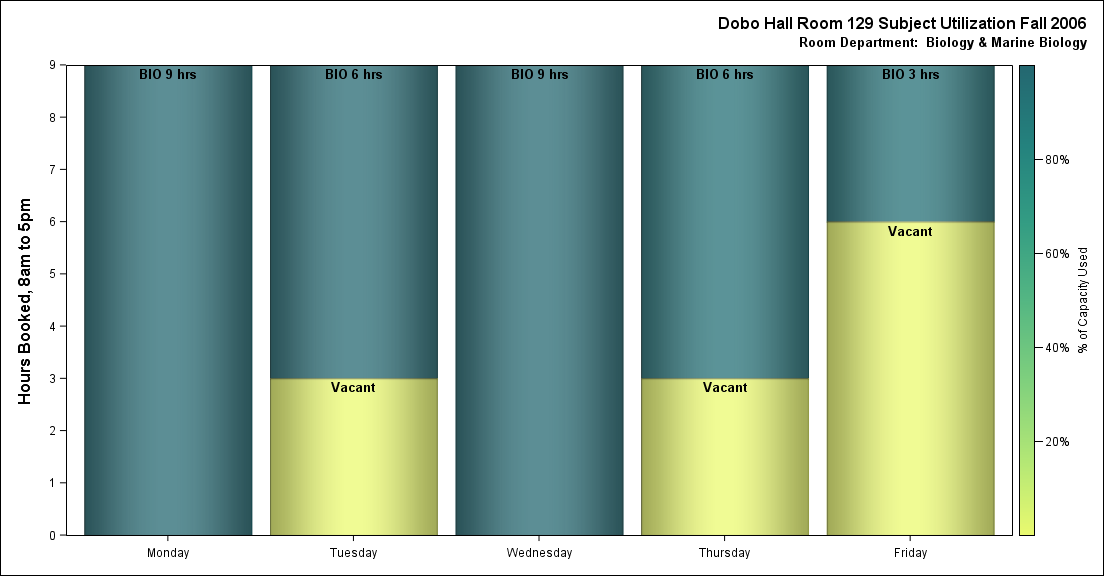 Dobo Hall Room 129 Subject Utilization Fall 2006
Room Department:  Biology & Marine Biology
Hours Booked, 8am to 5pm
9
8
7
6
5
4
3
2
1
0
BIO 9 hrs
BIO 6 hrs
BIO 9 hrs
BIO 6 hrs
BIO 3 hrs
Vacant
Vacant
Vacant
Monday
Tuesday
Wednesday
Thursday
Friday
80%
60%
40%
20%
% of Capacity Used